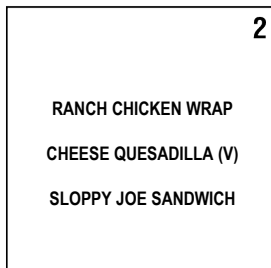 2
RANCH CHICKEN WRAP
CHEESE QUESADILLA (V)
SLOPPY JOE SANDWICH